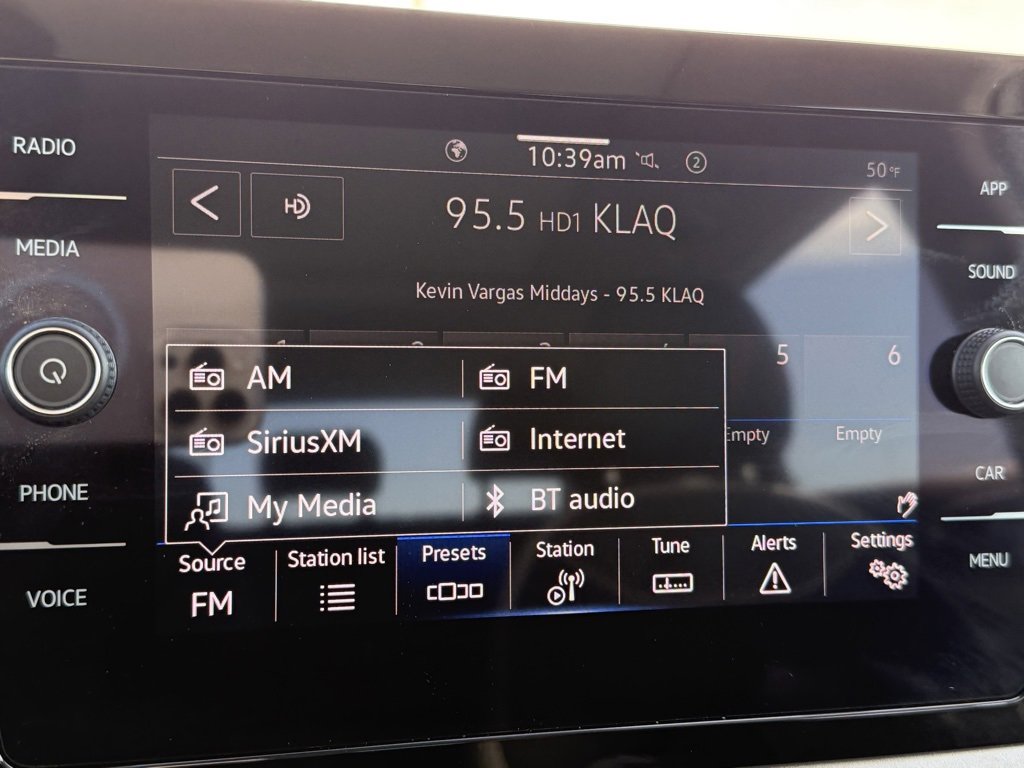 RADIO
MEDIA
PHONE
VOICE
10:39am
2
50°F
HD
95.5 HD1 KLAQ
Kevin Vargas Middays - 95.5 KLAQ
5
6
Empty
Empty
AM
FM
SiriusXM
Internet
My Media
BT audio
Source
FM
Station list
Presets
Station
Tune
Alerts
Settings
APP
SOUND
CAR
MENU